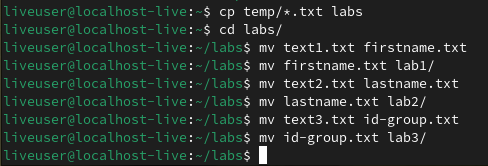 liveuser@localhost-live:~$ cp temp/*.txt labs
liveuser@localhost-live:~$ cd labs/
liveuser@localhost-live:~/labs$ mv text1.txt firstname.txt
liveuser@localhost-live:~/labs$ mv firstname.txt lab1/
liveuser@localhost-live:~/labs$ mv text2.txt lastname.txt
liveuser@localhost-live:~/labs$ mv lastname.txt lab2/
liveuser@localhost-live:~/labs$ mv text3.txt id-group.txt
liveuser@localhost-live:~/labs$ mv id-group.txt lab3/
liveuser@localhost-live:~/labs$